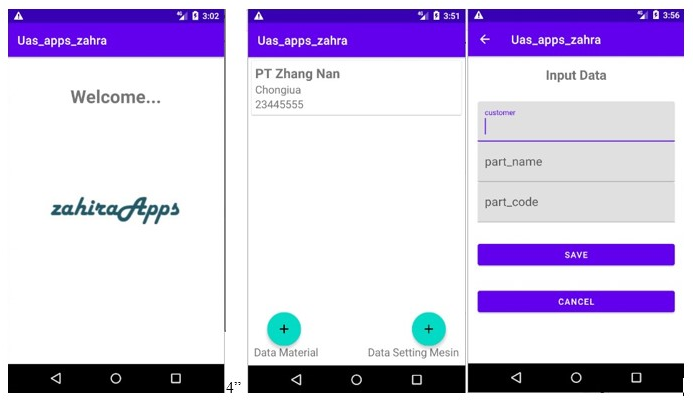 3:02
Uas_apps_zahra
Welcome...
zahiraApps
4”
3:51
Uas_apps_zahra
PT Zhang Nan
Chongiua
23445555
+
+
Data Material
Data Setting Mesin
3:56
Uas_apps_zahra
Input Data
customer
part_name
part_code
SAVE
CANCEL